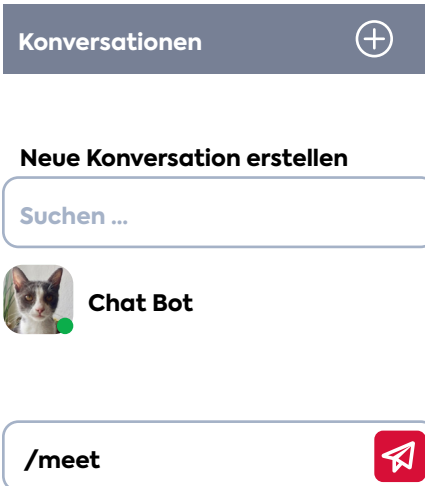 Konversationen
Neue Konversation erstellen
Suchen ...
Chat Bot
/meet